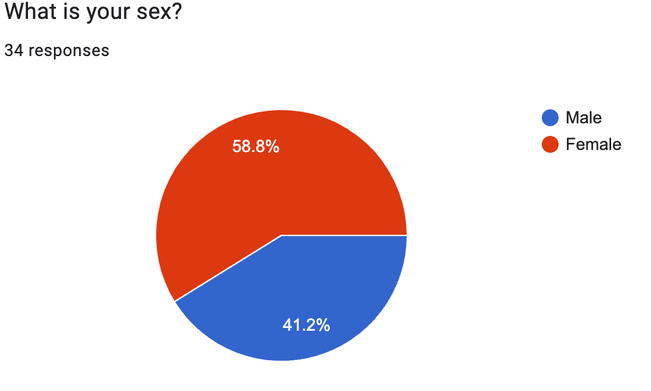 What is your sex?
34 responses
Male
Female
58.8%
41.2%